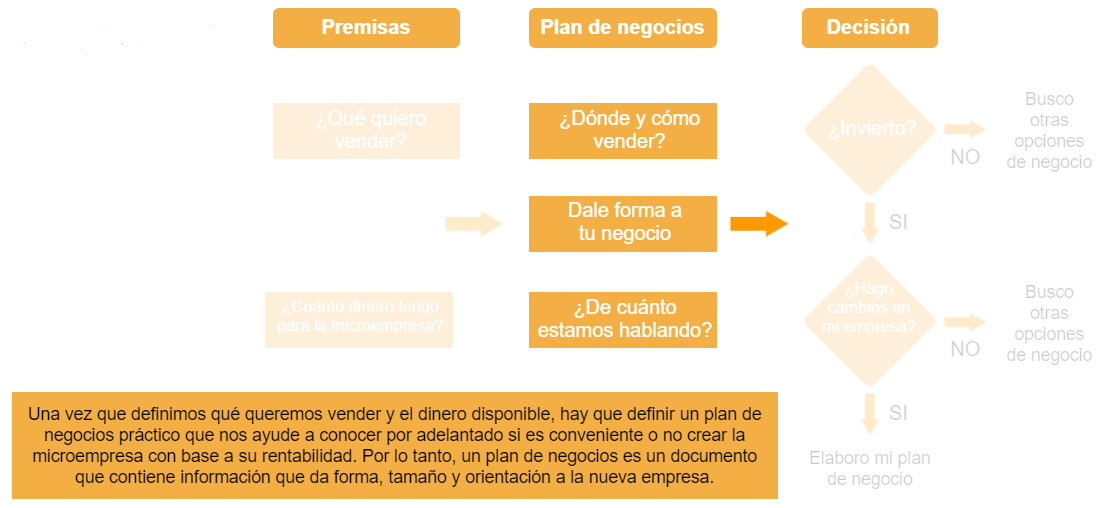 Premisas
Plan de negocios
Decisión
¿Qué quiero
vender?
¿Dónde y cómo
vender?
¿Invierto?
NO
Busco
otras
opciones
de negocio
SI
Dale forma a
tu negocio
¿Cuánto dinero tengo
para la microempresa?
¿De cuánto
estamos hablando?
¿Hago
cambios en
mi empresa?
NO
Busco
otras
opciones
de negocio
SI
Elaboro mi plan
de negocio
Una vez que definimos qué queremos vender y el dinero disponible, hay que definir un plan de
negocios práctico que nos ayude a conocer por adelantado si es conveniente o no crear la
microempresa con base a su rentabilidad. Por lo tanto, un plan de negocios es un documento
que contiene información que da forma, tamaño y orientación a la nueva empresa.